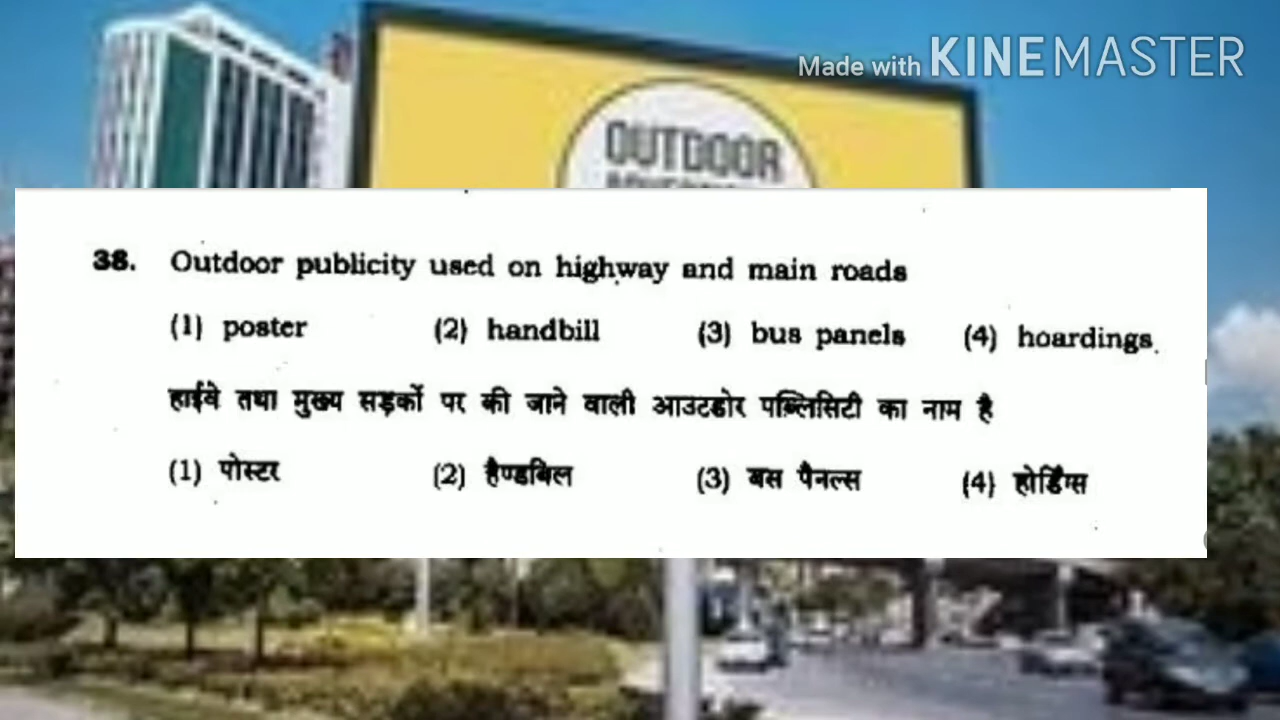 Made with KINEMASTER
OUTDOOR
38. Outdoor publicity used on highway and main roads
(1) poster (2) handbill (3) bus panels (4) hoardings.
हाईवे तथा मुख्य सड़कों पर की जाने वाली आउटडोर पब्लिसिटी का नाम है
(1) पोस्टर (2) हैण्डबिल (3) बस पैनल्स (4) होर्डिंग्स